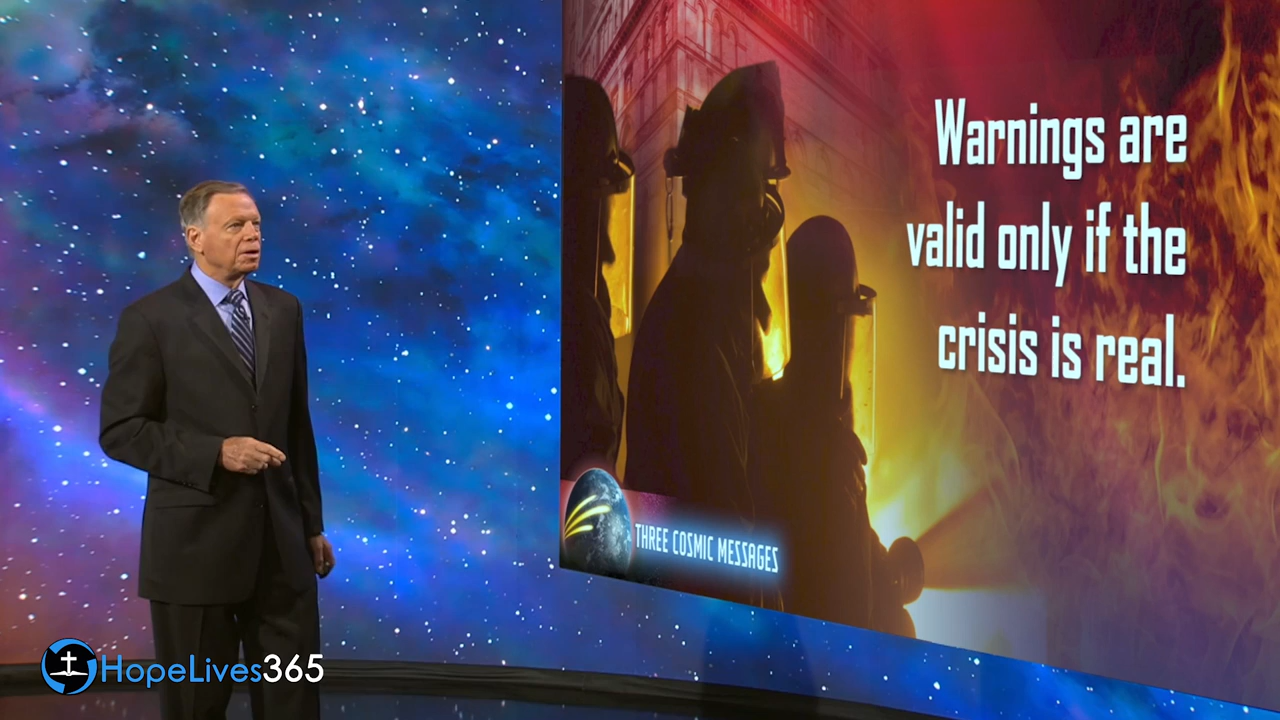 Warnings are
valid only if the
crisis is real.
THREE COSMIC MESSAGES
HopeLives365